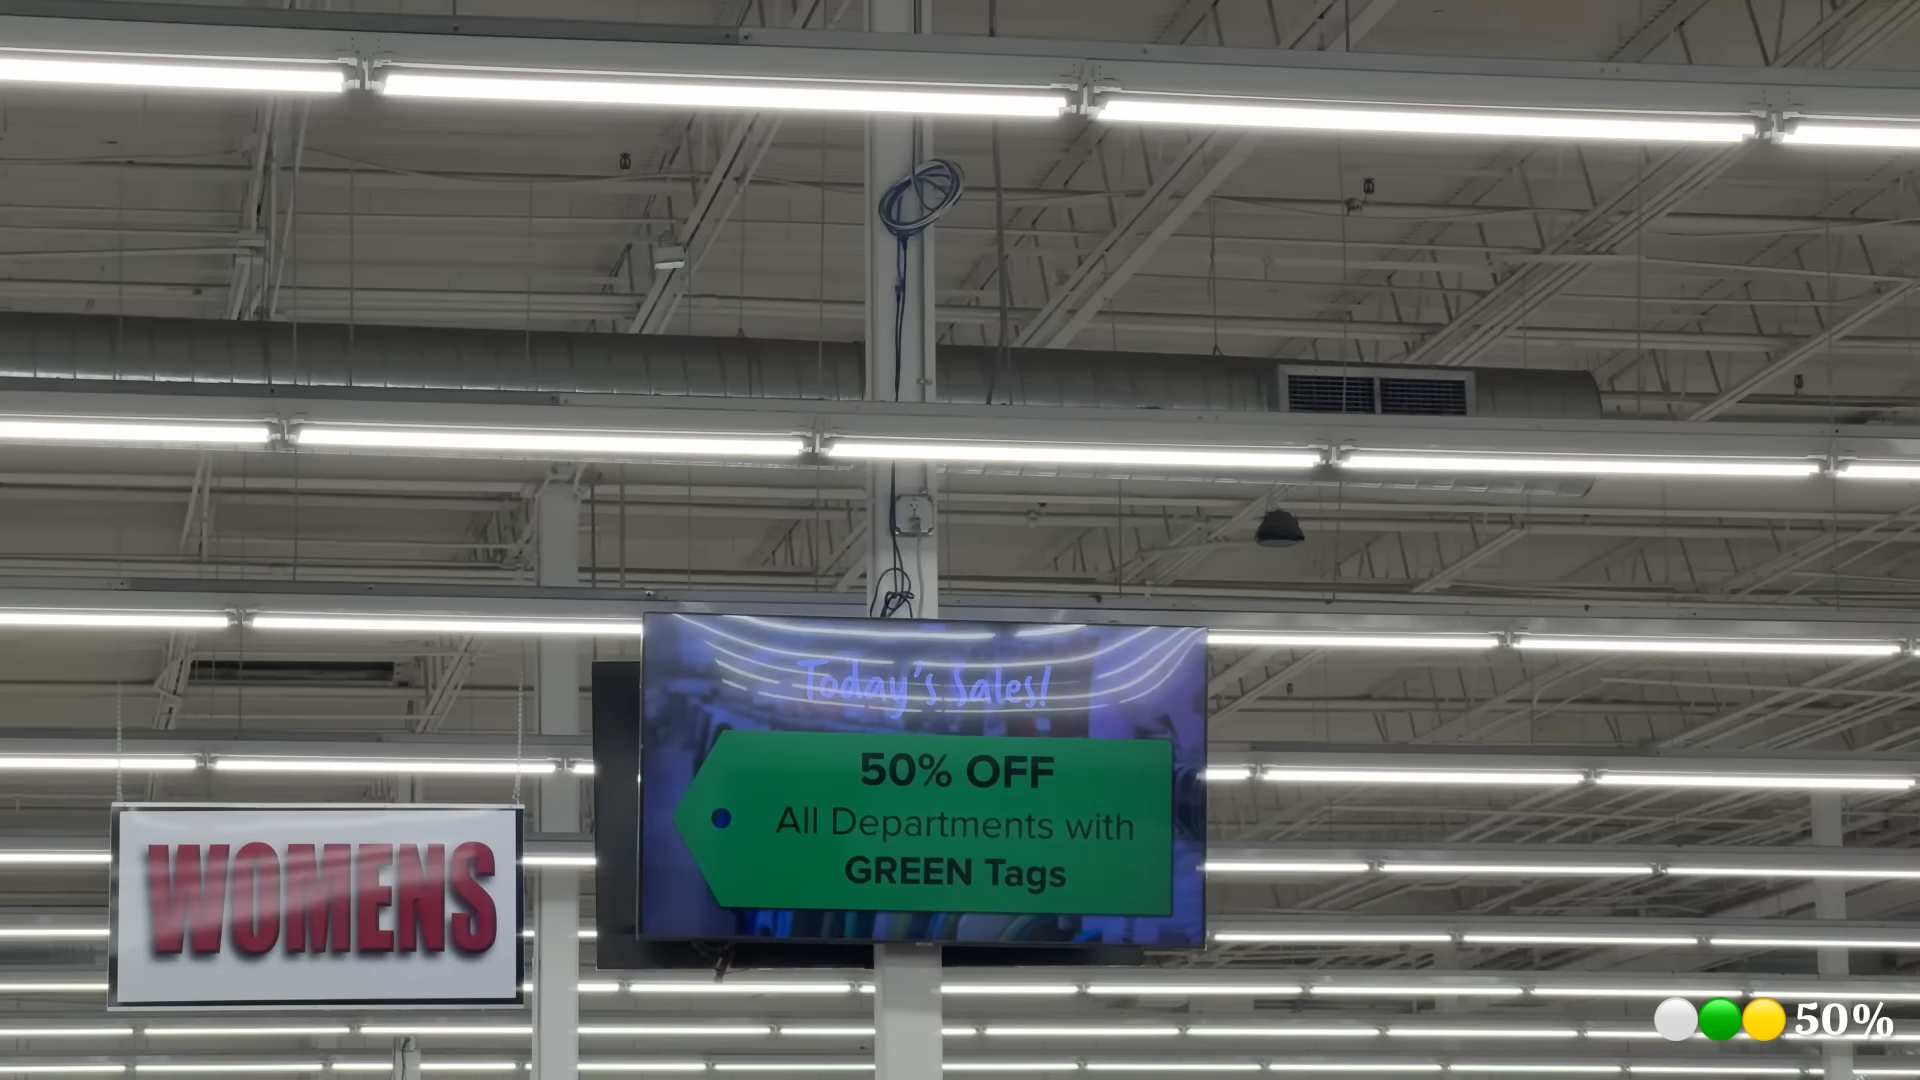 Today's Sales!
50% OFF
All Departments with
GREEN Tags
WOMENS
50%